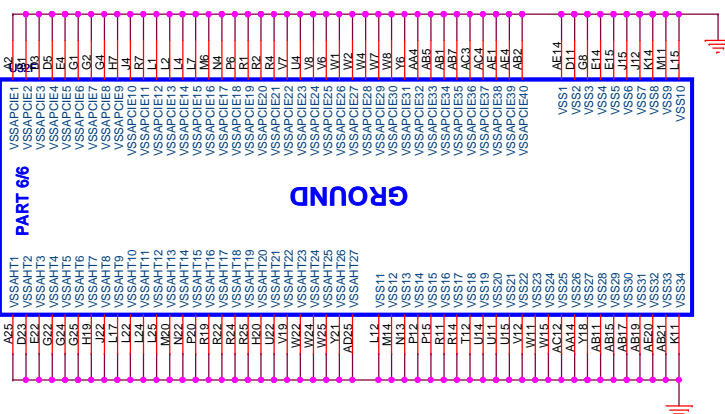 A2
B1
D3
D5
E4
G1
G2
G4
H7
J4
R7
L1
L2
L4
L7
M6
N4
P6
R1
R2
R4
V7
U4
V8
V6
W1
W2
W4
W7
W8
Y6
AA4
AB5
AB1
AB7
AC3
AC4
AE1
AE4
AB2
AE14
D11
G8
E14
E15
J15
J12
K14
M11
L15
VSSAPCIE1
VSSAPCIE2
VSSAPCIE3
VSSAPCIE4
VSSAPCIE5
VSSAPCIE6
VSSAPCIE7
VSSAPCIE8
VSSAPCIE9
VSSAPCIE10
VSSAPCIE11
VSSAPCIE12
VSSAPCIE13
VSSAPCIE14
VSSAPCIE15
VSSAPCIE16
VSSAPCIE17
VSSAPCIE18
VSSAPCIE19
VSSAPCIE20
VSSAPCIE21
VSSAPCIE22
VSSAPCIE23
VSSAPCIE24
VSSAPCIE25
VSSAPCIE26
VSSAPCIE27
VSSAPCIE28
VSSAPCIE29
VSSAPCIE30
VSSAPCIE31
VSSAPCIE32
VSSAPCIE33
VSSAPCIE34
VSSAPCIE35
VSSAPCIE36
VSSAPCIE37
VSSAPCIE38
VSSAPCIE39
VSSAPCIE40
VSS1
VSS2
VSS3
VSS4
VSS5
VSS6
VSS7
VSS8
VSS9
VSS10
PART 6/6
GROUND
VSSAHT1
VSSAHT2
VSSAHT3
VSSAHT4
VSSAHT5
VSSAHT6
VSSAHT7
VSSAHT8
VSSAHT9
VSSAHT10
VSSAHT11
VSSAHT12
VSSAHT13
VSSAHT14
VSSAHT15
VSSAHT16
VSSAHT17
VSSAHT18
VSSAHT19
VSSAHT20
VSSAHT21
VSSAHT22
VSSAHT23
VSSAHT24
VSSAHT25
VSSAHT26
VSSAHT27
VSS11
VSS12
VSS13
VSS14
VSS15
VSS16
VSS17
VSS18
VSS19
VSS20
VSS21
VSS22
VSS23
VSS24
VSS25
VSS26
VSS27
VSS28
VSS29
VSS30
VSS31
VSS32
VSS33
VSS34
A25
D23
E22
G22
G24
G25
H19
J22
L17
L22
L24
L25
M20
N22
P20
R19
R22
R24
R25
H20
U22
V19
W22
W24
W25
Y21
AD25
L12
M14
N13
P12
P15
R11
R14
T12
U14
U11
U15
V12
W11
W15
AC12
AA14
Y18
AB11
AB15
AB17
AB19
AE20
AB21
K11